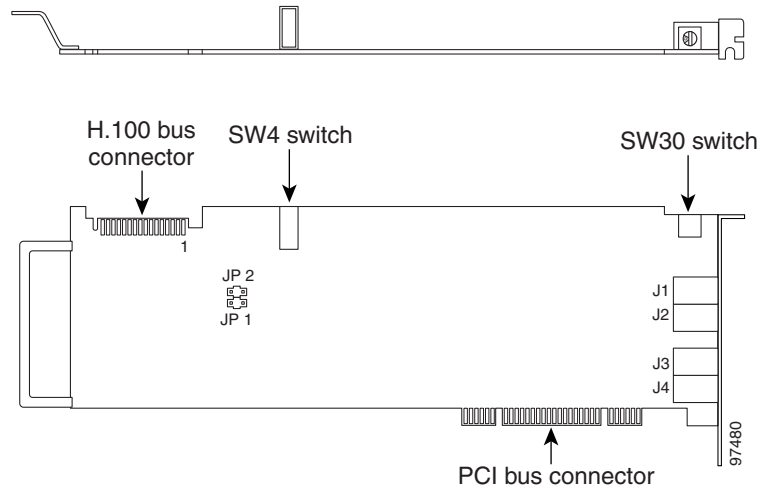 H.100 bus
connector
SW4 switch
SW30 switch
1
JP 2
JP 1
J1
J2
J3
J4
97480
PCI bus connector